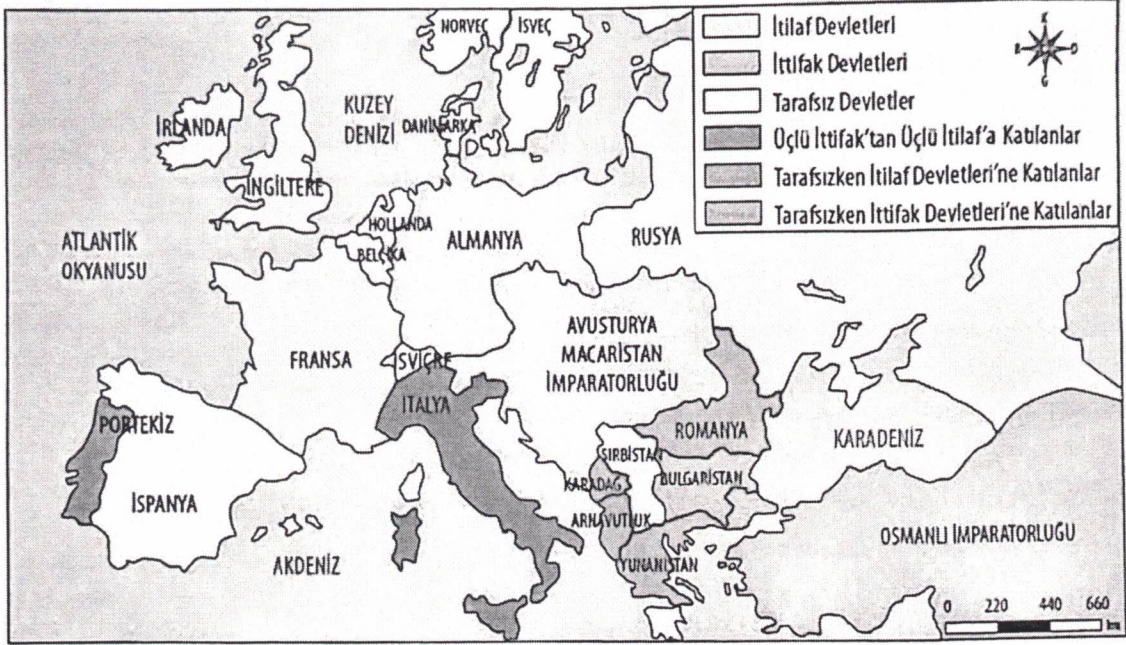 İtilaf Devletleri
İttifak Devletleri
Tarafsız Devletler
Üçlü İttifak'tan Üçlü İtilaf'a Katılanlar
Tarafsızken İtilaf Devletleri'ne Katılanlar
Tarafsızken İttifak Devletleri'ne Katılanlar
K
B
D
G
NORVEÇ
İSVEÇ
KUZEY
DENİZİ
DANİMARKA
İRLANDA
İNGİLTERE
HOLLANDA
BELÇİKA
ALMANYA
RUSYA
ATLANTİK
OKYANUSU
AVUSTURYA
MACARİSTAN
İMPARATORLUĞU
FRANSA
İSVİÇRE
İTALYA
PORTEKİZ
İSPANYA
ROMANYA
KARADENİZ
SIRBİSTAN
KARADAĞ
BULGARİSTAN
ARNAVUTLUK
YUNANİSTAN
OSMANLI İMPARATORLUĞU
AKDENİZ
0 220 440 660
km